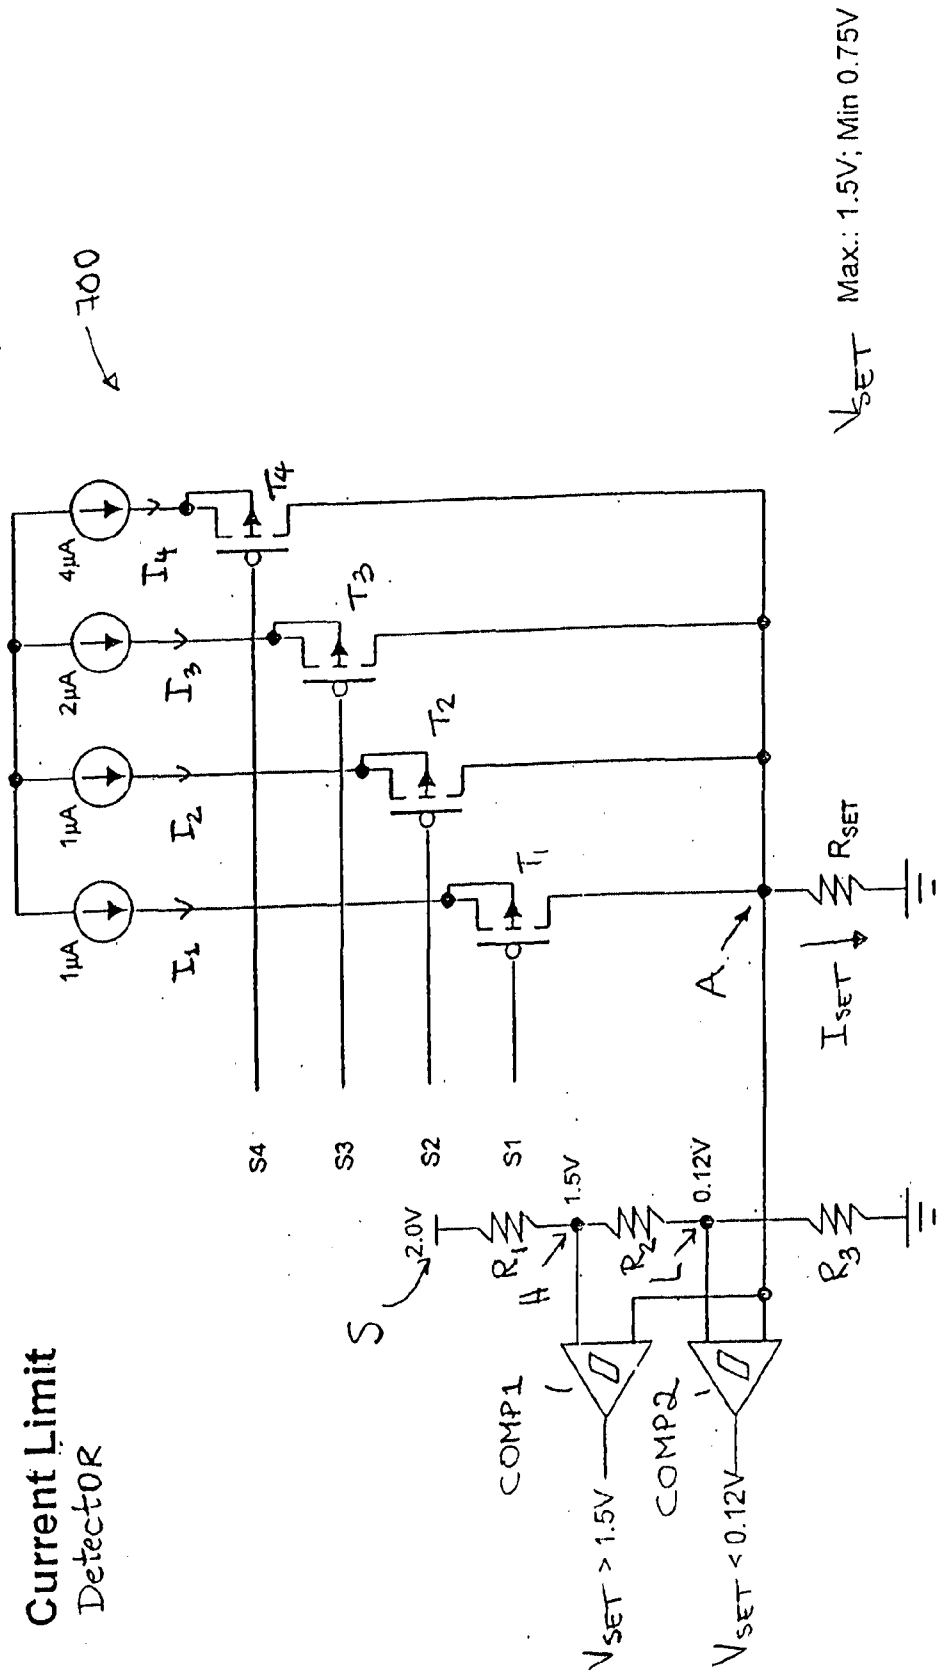 Current Limit
DetectOR
700
1µA
1µA
2µA
4µA
I1
I2
I3
I4
S4
S3
S2
S1
T4
T3
T2
T1
S
2.0V
R1
H
1.5V
R2
L
0.12V
R3
A
ISET
RSET
COMP1
COMP2
VSET > 1.5V
VSET < 0.12V
VSET Max.: 1.5V; Min 0.75V